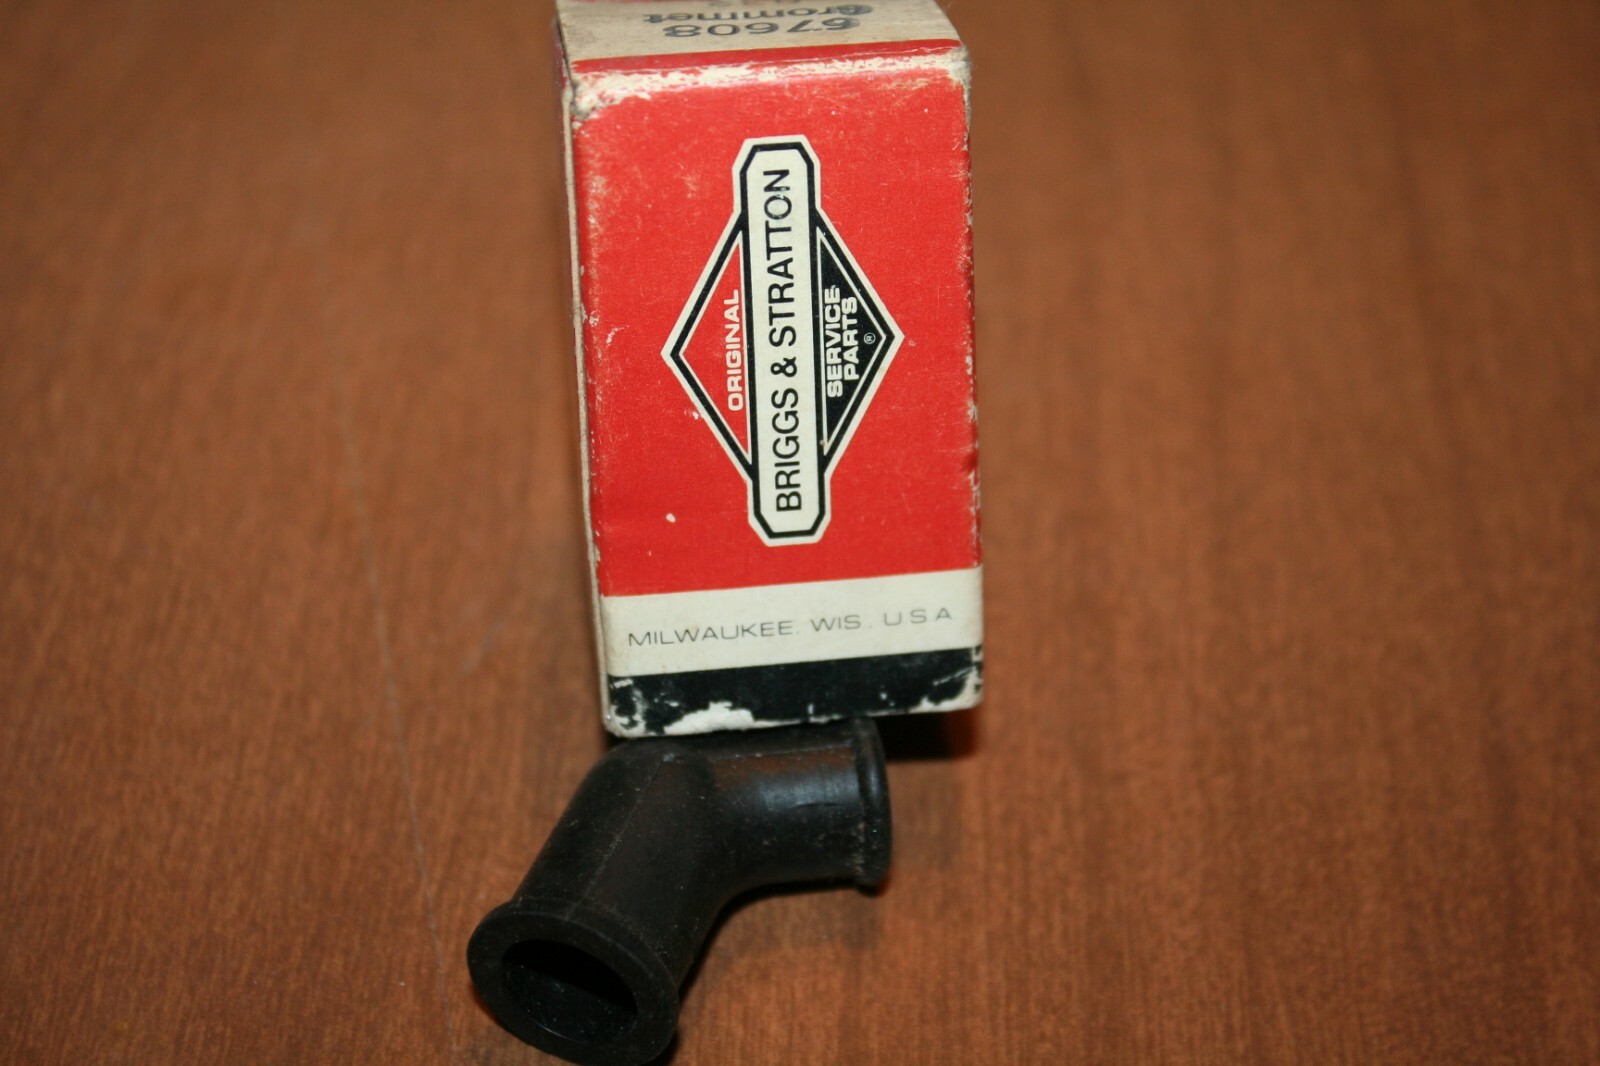 67608
Grommet
ORIGINAL
BRIGGS & STRATTON
SERVICE
PARTS®
MILWAUKEE, WIS., U.S.A.